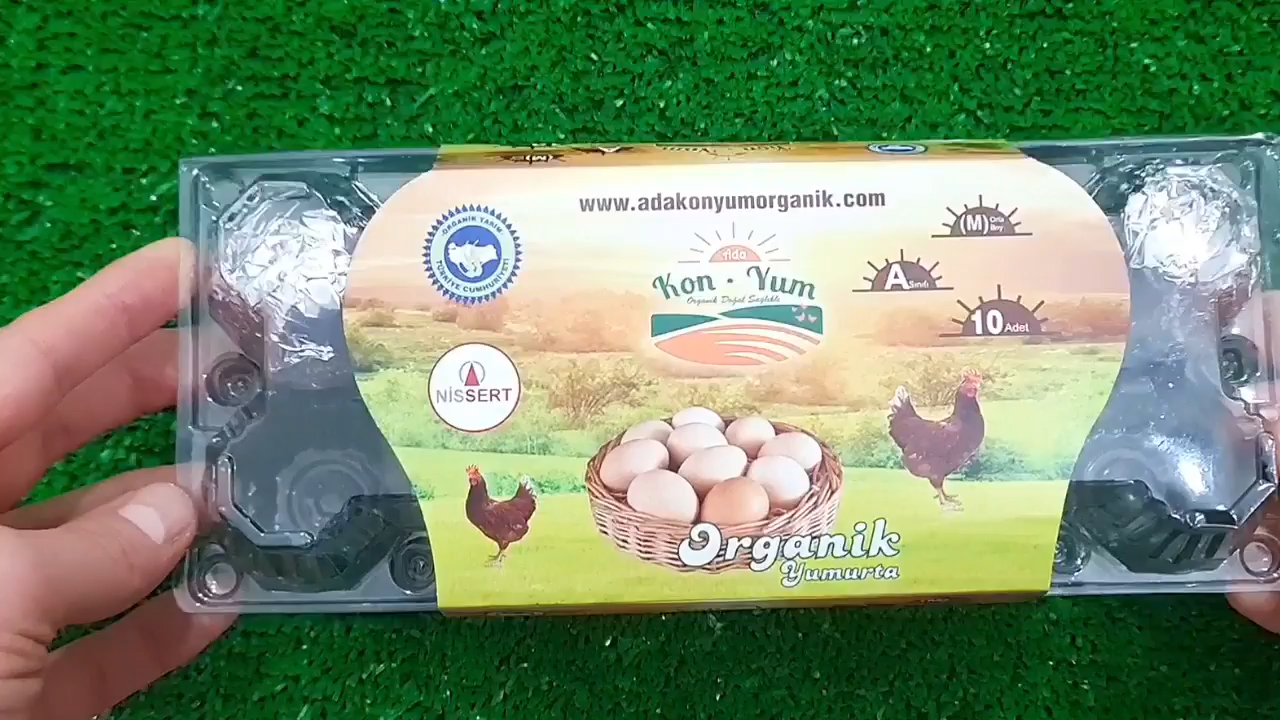 www.adakonyumorganik.com
ORGANİK TARIM
TÜRKİYE CUMHURİYETİ
Ada
Kon · Yum
Organik Doğal Sağlıklı
(M) Orta Boy
A Sınıfı
10 Adet
NİSSERT
Organik
Yumurta